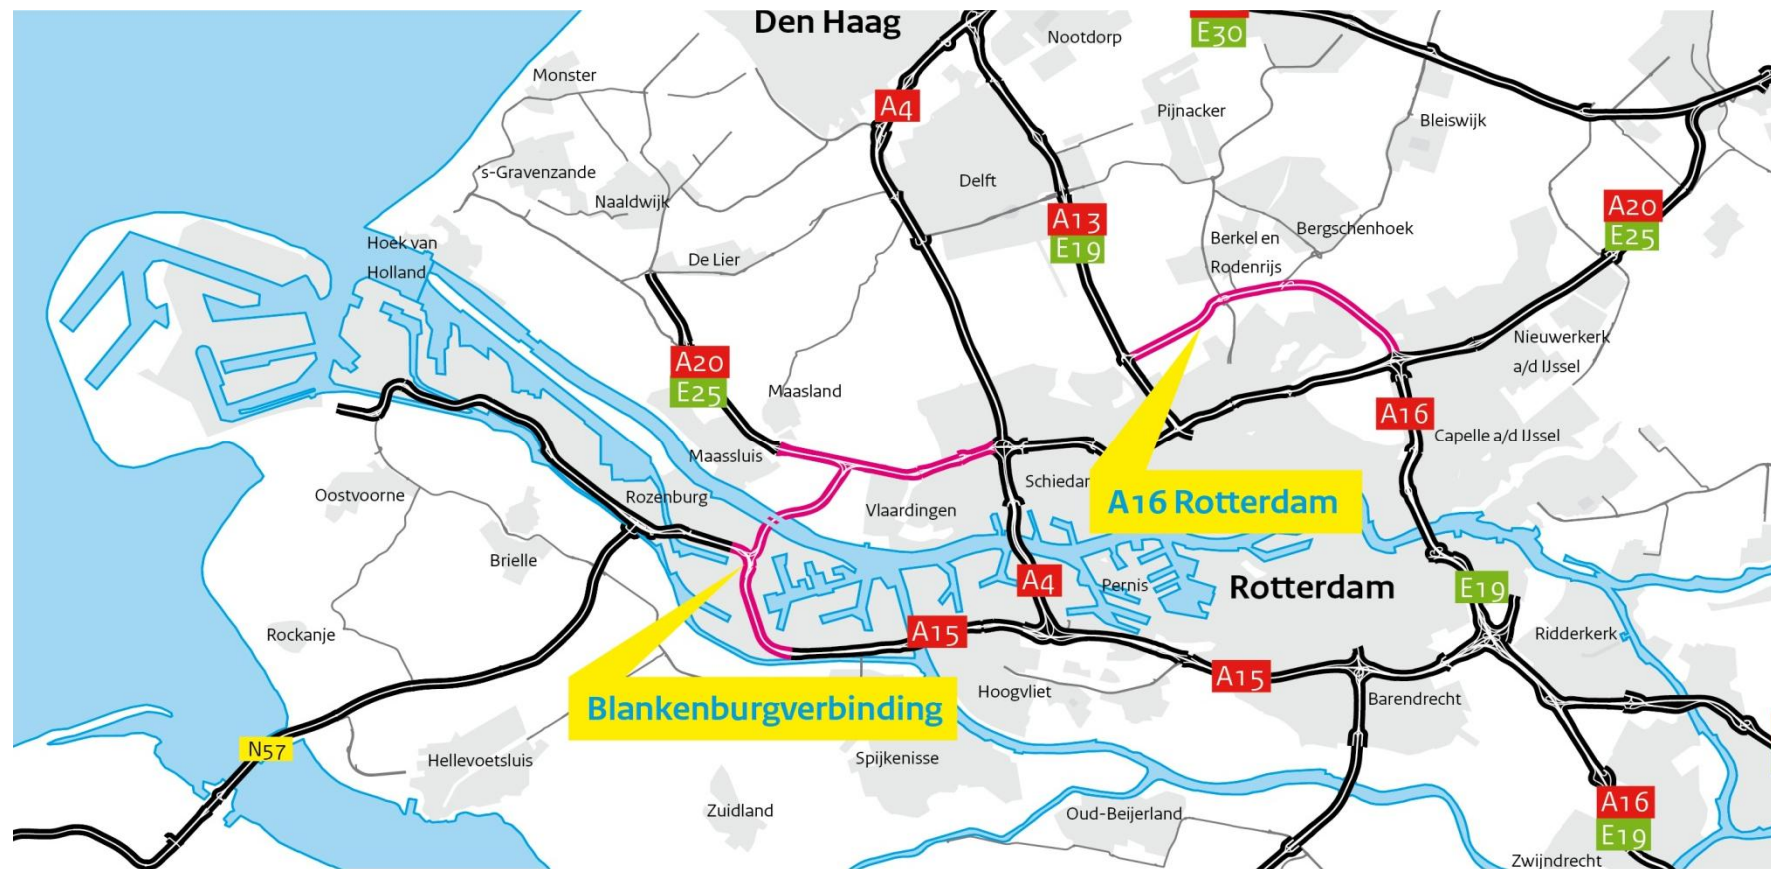 Den Haag
E30
Nootdorp
Monster
A4
Pijnacker
Bleiswijk
's-Gravenzande
Delft
Naaldwijk
A20
E25
A13
E19
Bergschenhoek
Berkel en
Rodenrijs
Hoek van
Holland
De Lier
Nieuwerkerk
a/d IJssel
A20
E25
Maasland
A16
Capelle a/d IJssel
Maassluis
Schiedam
Oostvoorne
Rozenburg
Vlaardingen
A16 Rotterdam
Brielle
A4
Pernis
Rotterdam
E19
Rockanje
A15
Ridderkerk
A15
Hoogvliet
Barendrecht
Blankenburgverbinding
N57
Hellevoetsluis
Spijkenisse
Zuidland
Oud-Beijerland
A16
E19
Zwijndrecht